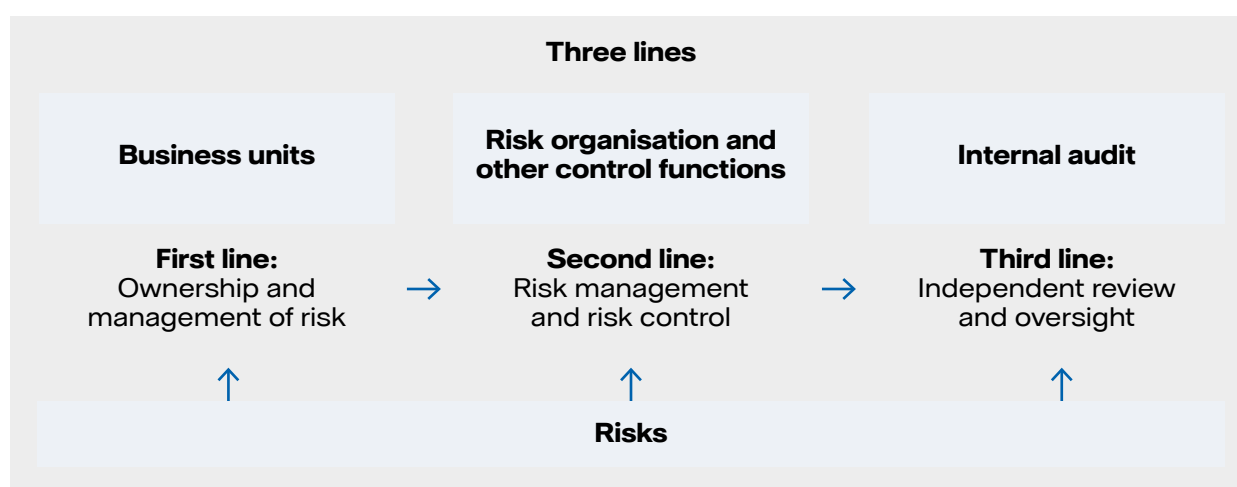 Three lines
Business units
Risk organisation and
other control functions
Internal audit
First line:
Ownership and
management of risk
Second line:
Risk management
and risk control
Third line:
Independent review
and oversight
Risks